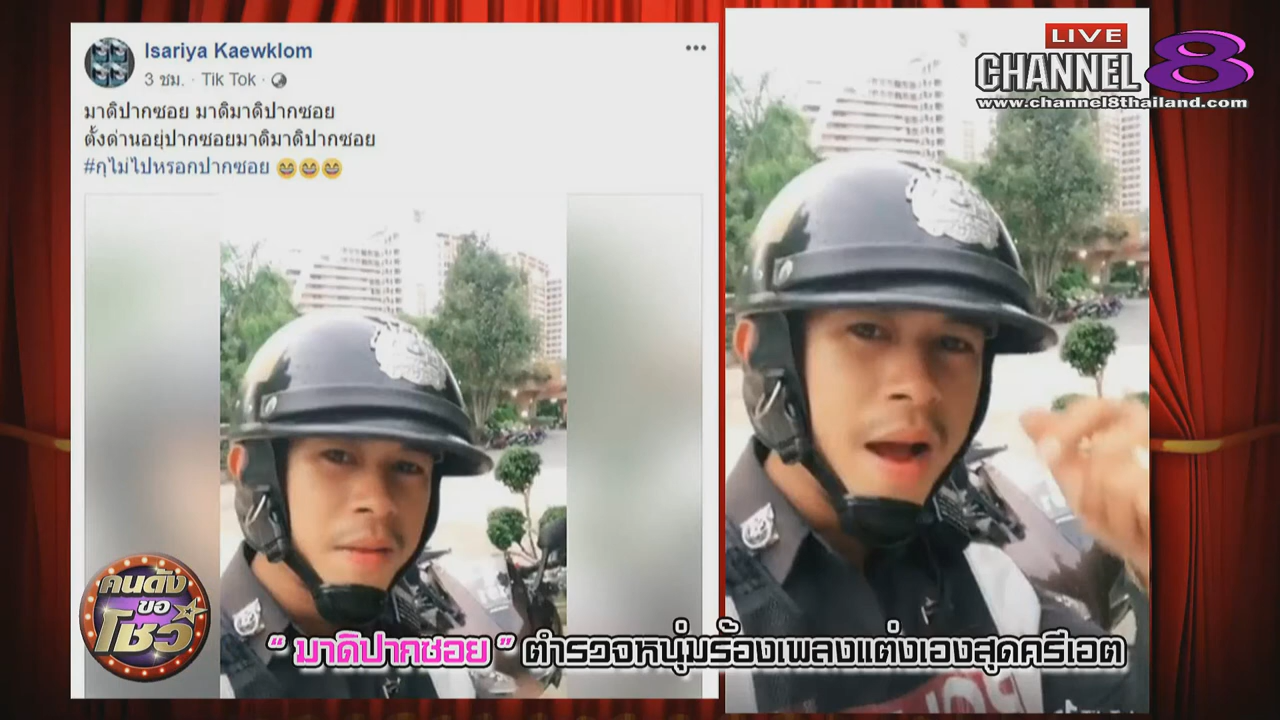 Isariya Kaewklom
3 ชม. · Tik Tok ·
มาดิปากซอย มาดิมาดิปากซอย
ตั้งด่านอยุ่ปากซอยมาดิมาดิปากซอย
#กุไม่ไปหรอกปากซอย 😄😄😄
LIVE
CHANNEL 8
www.channel8thailand.com
คนดัง
ขอ
โชว์
“ มาดิปากซอย ” ตำรวจหนุ่มร้องเพลงแต่งเองสุดครีเอต